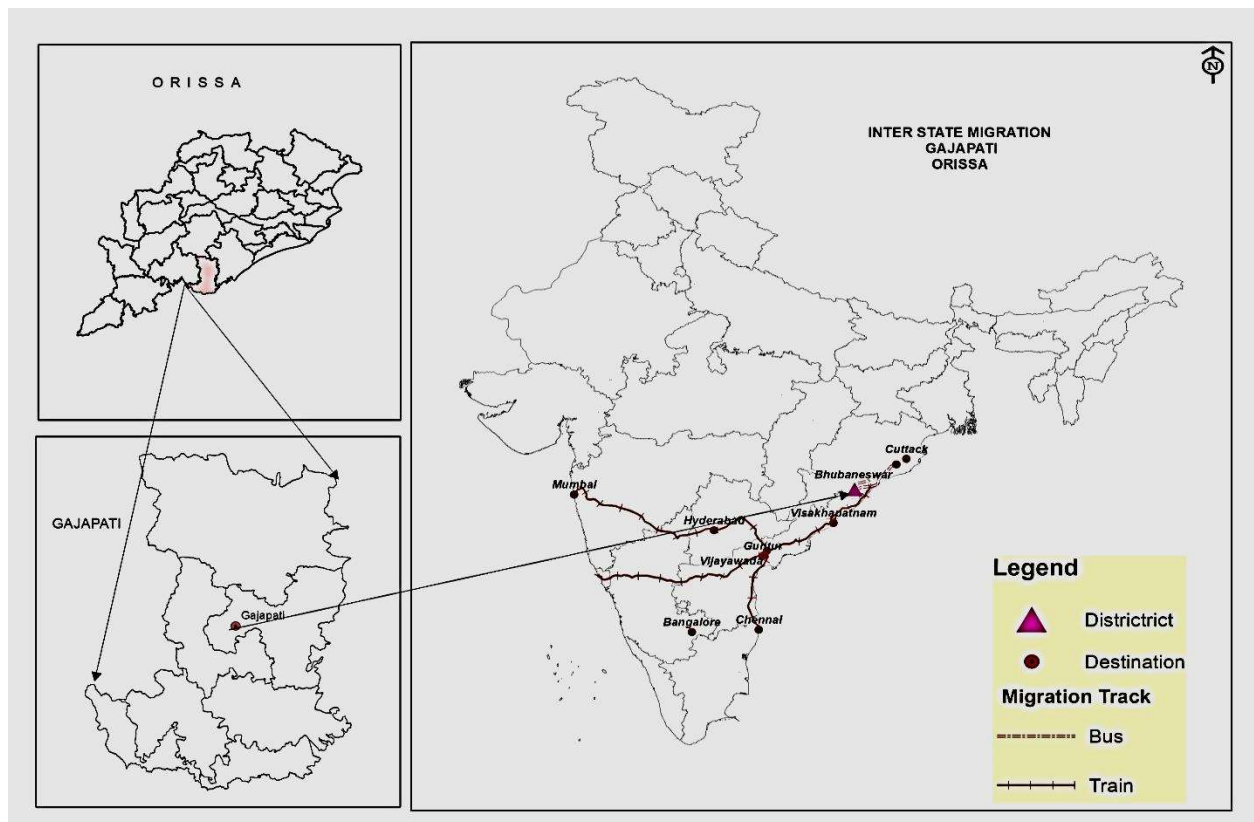 ORISSA
GAJAPATI
Gajapati
N
INTER STATE MIGRATION
GAJAPATI
ORISSA
Cuttack
Bhubaneswar
Mumbai
Visakhapatnam
Hyderabad
Guntur
Vijayawada
Bangalore
Chennai
Legend
Districtrict
Destination
Migration Track
Bus
Train